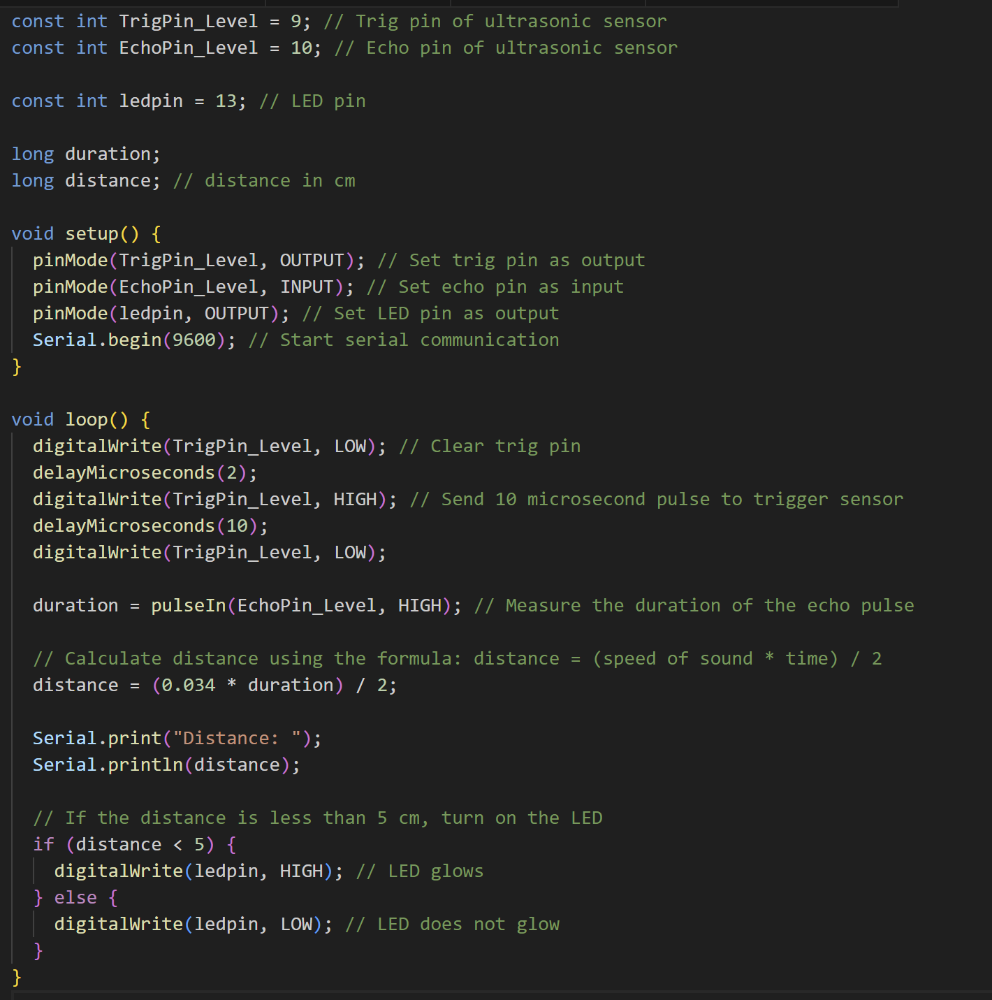 const int TrigPin_Level = 9; // Trig pin of ultrasonic sensor
const int EchoPin_Level = 10; // Echo pin of ultrasonic sensor

const int ledpin = 13; // LED pin

long duration;
long distance; // distance in cm

void setup() {
  pinMode(TrigPin_Level, OUTPUT); // Set trig pin as output
  pinMode(EchoPin_Level, INPUT); // Set echo pin as input
  pinMode(ledpin, OUTPUT); // Set LED pin as output
  Serial.begin(9600); // Start serial communication
}

void loop() {
  digitalWrite(TrigPin_Level, LOW); // Clear trig pin
  delayMicroseconds(2);
  digitalWrite(TrigPin_Level, HIGH); // Send 10 microsecond pulse to trigger sensor
  delayMicroseconds(10);
  digitalWrite(TrigPin_Level, LOW);

  duration = pulseIn(EchoPin_Level, HIGH); // Measure the duration of the echo pulse

  // Calculate distance using the formula: distance = (speed of sound * time) / 2
  distance = (0.034 * duration) / 2;

  Serial.print("Distance: ");
  Serial.println(distance);

  // If the distance is less than 5 cm, turn on the LED
  if (distance < 5) {
    digitalWrite(ledpin, HIGH); // LED glows
  } else {
    digitalWrite(ledpin, LOW); // LED does not glow
  }
}